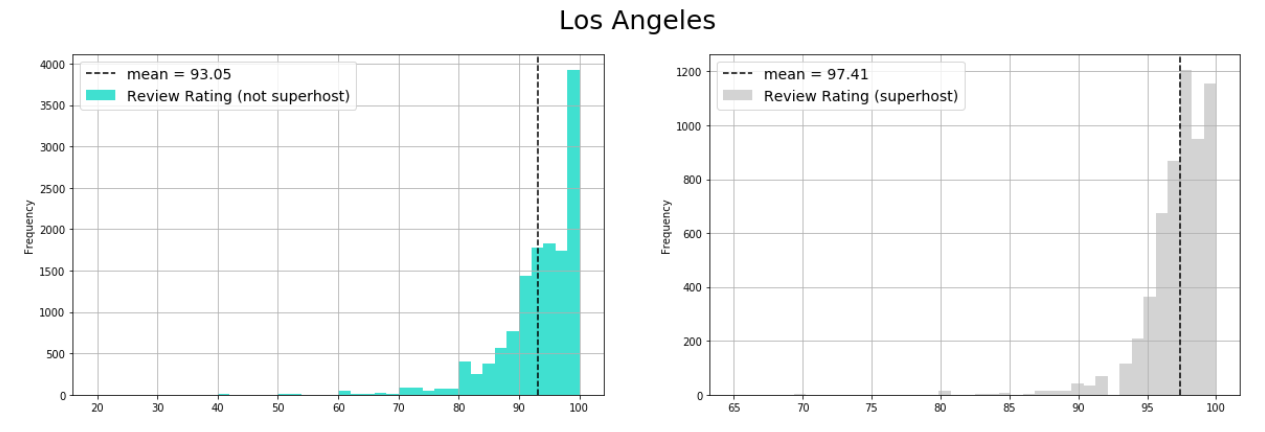 Los Angeles
mean = 93.05
Review Rating (not superhost)
Frequency
4000
3500
3000
2500
2000
1500
1000
500
0
20 30 40 50 60 70 80 90 100
mean = 97.41
Review Rating (superhost)
Frequency
1200
1000
800
600
400
200
0
65 70 75 80 85 90 95 100